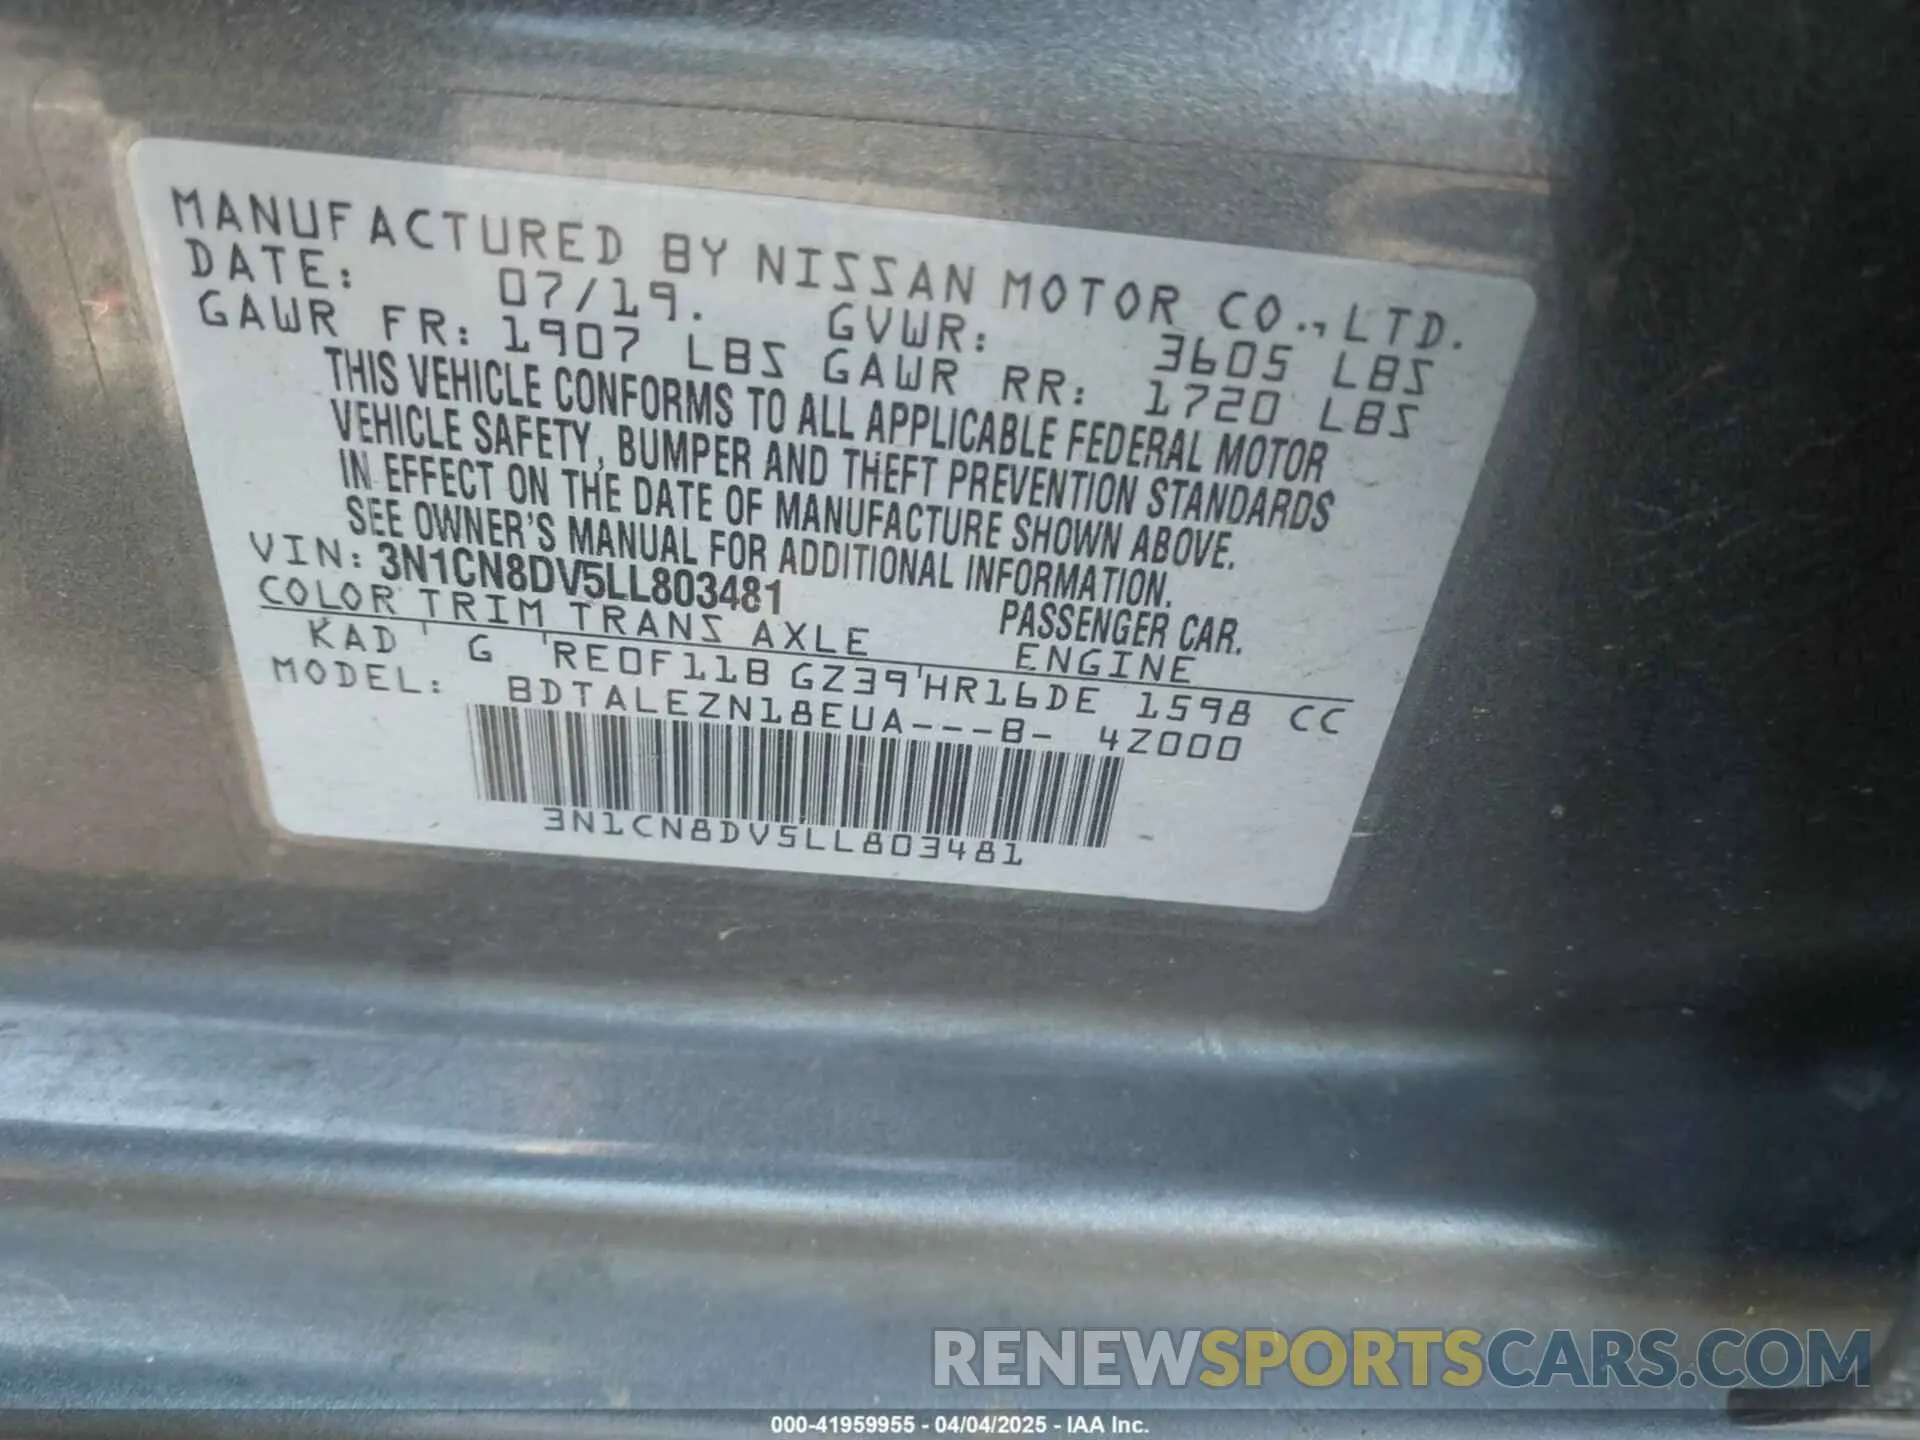 MANUFACTURED BY NISSAN MOTOR CO., LTD.
DATE: 07/19. GVWR: 3605 LBS
GAWR FR: 1907 LBS GAWR RR: 1720 LBS
THIS VEHICLE CONFORMS TO ALL APPLICABLE FEDERAL MOTOR
VEHICLE SAFETY, BUMPER AND THEFT PREVENTION STANDARDS
IN EFFECT ON THE DATE OF MANUFACTURE SHOWN ABOVE.
SEE OWNER'S MANUAL FOR ADDITIONAL INFORMATION.
VIN: 3N1CN8DV5LL803481 PASSENGER CAR.
COLOR TRIM TRANS AXLE ENGINE
KAD G RE0F11B GZ39 HR16DE 1598 CC
MODEL: BDTALEZN18EUA---B- 4Z000
3N1CN8DV5LL803481
RENEWSPORTSCARS.COM
000-41959955 - 04/04/2025 - IAA Inc.